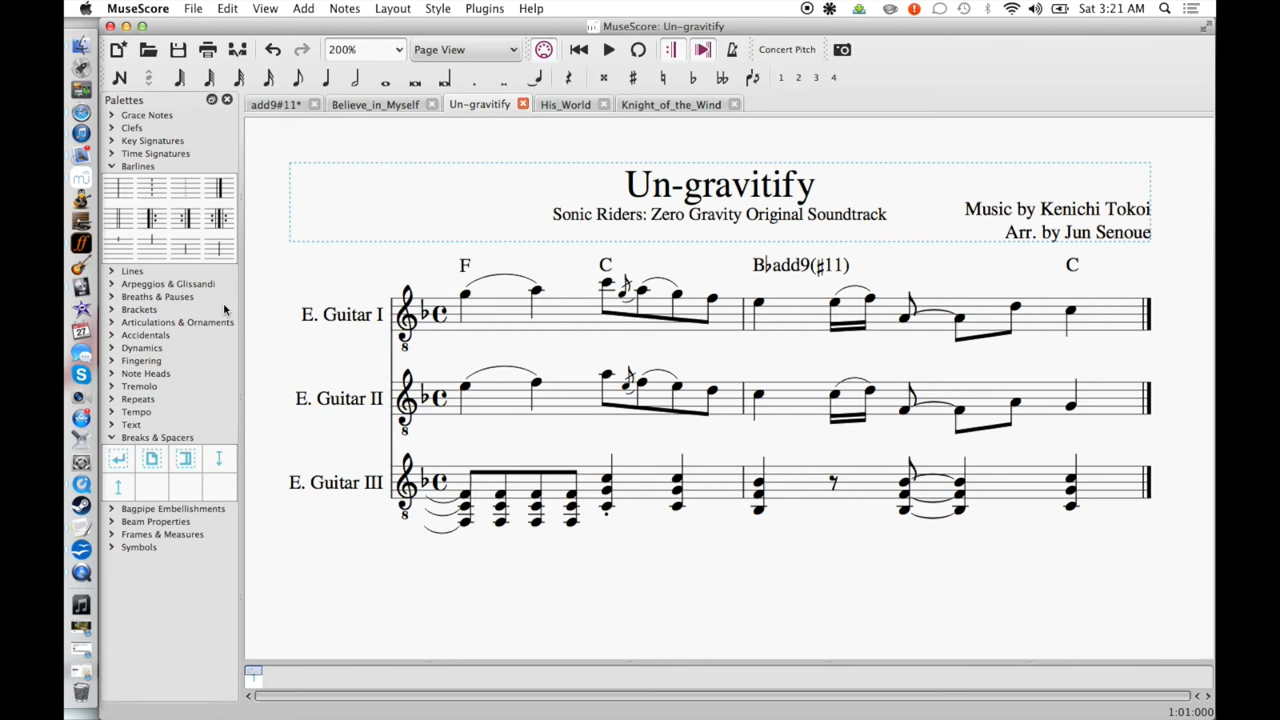 MuseScore File Edit View Add Notes Layout Style Plugins Help Sat 3:21 AM
MuseScore: Un-gravitify
200% Page View Concert Pitch
1 2 3 4
Palettes
add9#11* Believe_in_Myself Un-gravitify His_World Knight_of_the_Wind
Grace Notes
Clefs
Key Signatures
Time Signatures
Barlines
Lines
Arpeggios & Glissandi
Breaths & Pauses
Brackets
Articulations & Ornaments
Accidentals
Dynamics
Fingering
Note Heads
Tremolo
Repeats
Tempo
Text
Breaks & Spacers
Bagpipe Embellishments
Beam Properties
Frames & Measures
Symbols
Un-gravitify
Sonic Riders: Zero Gravity Original Soundtrack
Music by Kenichi Tokoi
Arr. by Jun Senoue
F C B♭add9(♯11) C
E. Guitar I
8
E. Guitar II
8
E. Guitar III
8
1
1:01:000